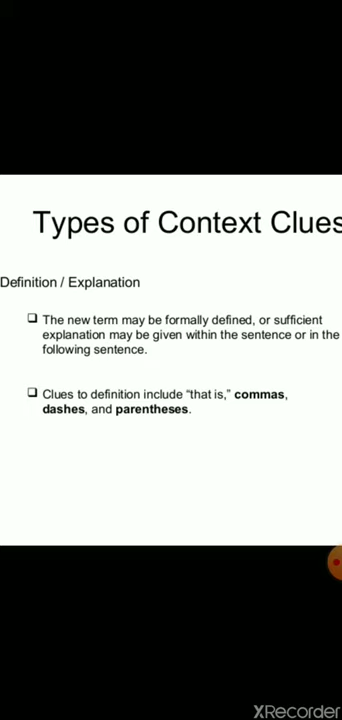 Types of Context Clues
Definition / Explanation
❑ The new term may be formally defined, or sufficient
explanation may be given within the sentence or in the
following sentence.
❑ Clues to definition include “that is,” commas,
dashes, and parentheses.
XRecorder